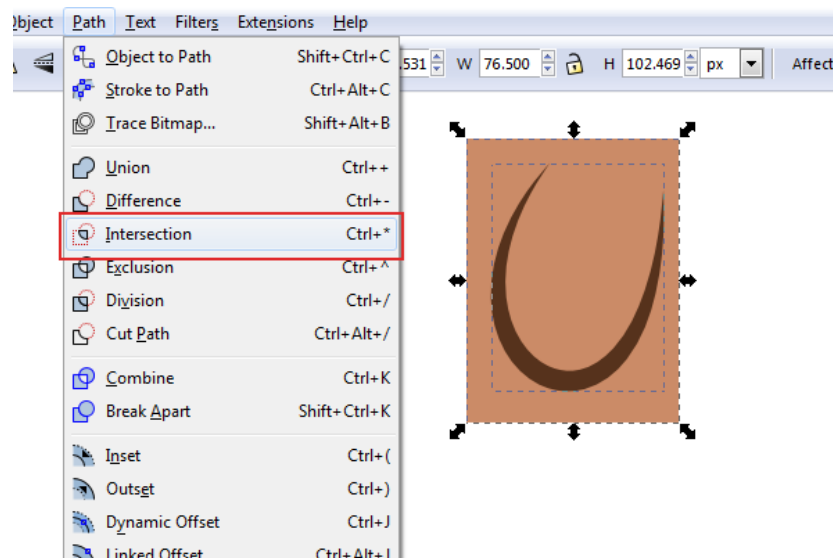 Object Path Text Filters Extensions Help
.531 W 76.500 H 102.469 px Affect
Object to Path Shift+Ctrl+C
Stroke to Path Ctrl+Alt+C
Trace Bitmap... Shift+Alt+B
Union Ctrl++
Difference Ctrl+-
Intersection Ctrl+*
Exclusion Ctrl+^
Division Ctrl+/
Cut Path Ctrl+Alt+/
Combine Ctrl+K
Break Apart Shift+Ctrl+K
Inset Ctrl+(
Outset Ctrl+)
Dynamic Offset Ctrl+J
Linked Offset Ctrl+Alt+J